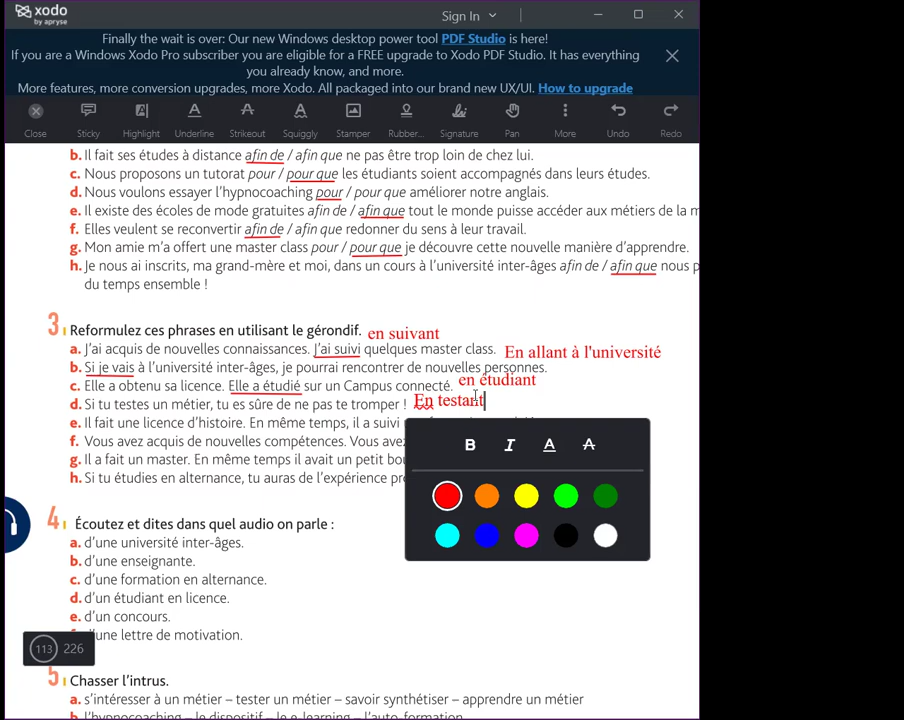 xodo
by apryse
Sign In
Finally the wait is over: Our new Windows desktop power tool PDF Studio is here!
If you are a Windows Xodo Pro subscriber you are eligible for a FREE upgrade to Xodo PDF Studio. It has everything
you already know, and more.
More features, more conversion upgrades, more Xodo. All packaged into our brand new UX/UI. How to upgrade
Close Sticky Highlight Underline Strikeout Squiggly Stamper Rubber... Signature Pan More Undo Redo
b. Il fait ses études à distance afin de / afin que ne pas être trop loin de chez lui.
c. Nous proposons un tutorat pour / pour que les étudiants soient accompagnés dans leurs études.
d. Nous voulons essayer l'hypnocoaching pour / pour que améliorer notre anglais.
e. Il existe des écoles de mode gratuites afin de / afin que tout le monde puisse accéder aux métiers de la m
f. Elles veulent se reconvertir afin de / afin que redonner du sens à leur travail.
g. Mon amie m'a offert une master class pour / pour que je découvre cette nouvelle manière d'apprendre.
h. Je nous ai inscrits, ma grand-mère et moi, dans un cours à l'université inter-âges afin de / afin que nous p
du temps ensemble !
3 Reformulez ces phrases en utilisant le gérondif. en suivant
a. J'ai acquis de nouvelles connaissances. J'ai suivi quelques master class. En allant à l'université
b. Si je vais à l'université inter-âges, je pourrai rencontrer de nouvelles personnes.
c. Elle a obtenu sa licence. Elle a étudié sur un Campus connecté. en étudiant
d. Si tu testes un métier, tu es sûre de ne pas te tromper ! En testant
e. Il fait une licence d'histoire. En même temps, il a suivi
f. Vous avez acquis de nouvelles compétences. Vous avez
g. Il a fait un master. En même temps il avait un petit bou
h. Si tu étudies en alternance, tu auras de l'expérience pro
B I A A
4 Écoutez et dites dans quel audio on parle :
a. d'une université inter-âges.
b. d'une enseignante.
c. d'une formation en alternance.
d. d'un étudiant en licence.
e. d'un concours.
d'une lettre de motivation.
113 226
5 Chasser l'intrus.
a. s'intéresser à un métier – tester un métier – savoir synthétiser – apprendre un métier
b. l'hypnocoaching – le dispositif – le e-learning – l'auto-formation